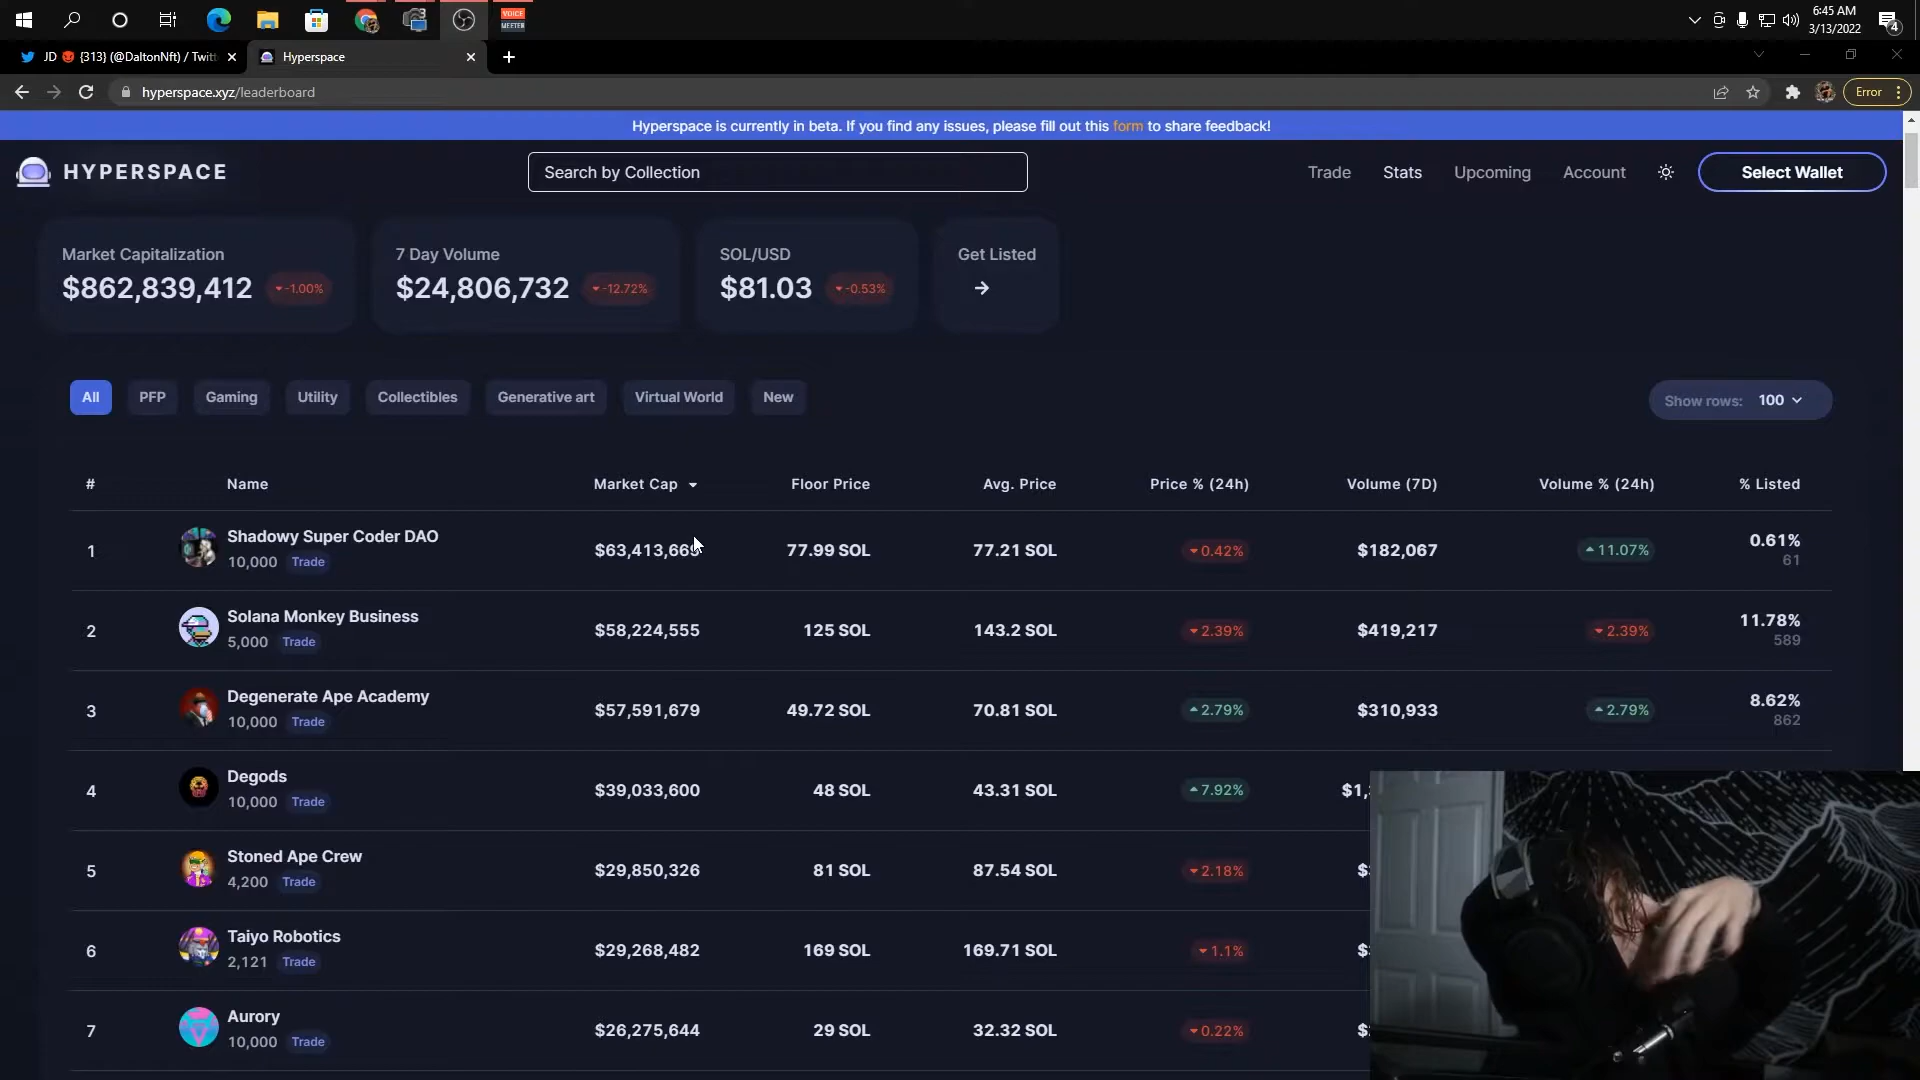 6:45 AM
3/13/2022
4
VOICE
MEETER
JD {313} (@DaltonNft) / Twitt
Hyperspace
hyperspace.xyz/leaderboard
Error
Hyperspace is currently in beta. If you find any issues, please fill out this form to share feedback!
HYPERSPACE
Search by Collection
Trade Stats Upcoming Account Select Wallet
Market Capitalization 7 Day Volume SOL/USD Get Listed
$862,839,412 -1.00% $24,806,732 -12.72% $81.03 -0.53% →
All PFP Gaming Utility Collectibles Generative art Virtual World New Show rows: 100
# Name Market Cap Floor Price Avg. Price Price % (24h) Volume (7D) Volume % (24h) % Listed
1 Shadowy Super Coder DAO $63,413,669 77.99 SOL 77.21 SOL 0.42% $182,067 11.07% 0.61%
10,000 Trade 61
2 Solana Monkey Business $58,224,555 125 SOL 143.2 SOL 2.39% $419,217 2.39% 11.78%
5,000 Trade 589
3 Degenerate Ape Academy $57,591,679 49.72 SOL 70.81 SOL 2.79% $310,933 2.79% 8.62%
10,000 Trade 862
4 Degods $39,033,600 48 SOL 43.31 SOL 7.92% $1,
10,000 Trade
5 Stoned Ape Crew $29,850,326 81 SOL 87.54 SOL 2.18% $
4,200 Trade
6 Taiyo Robotics $29,268,482 169 SOL 169.71 SOL 1.1% $
2,121 Trade
7 Aurory $26,275,644 29 SOL 32.32 SOL 0.22% $
10,000 Trade